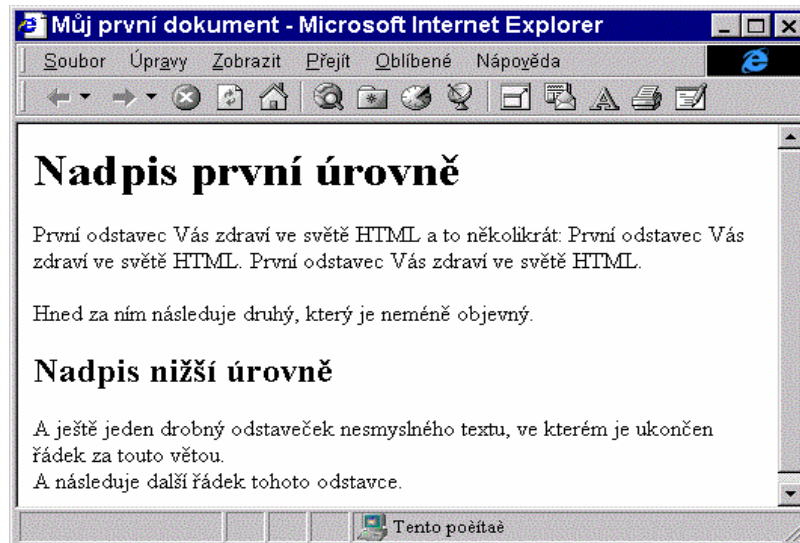 Můj první dokument - Microsoft Internet Explorer
Soubor Úpravy Zobrazit Přejít Oblíbené Nápověda
Nadpis první úrovně
První odstavec Vás zdraví ve světě HTML a to několikrát: První odstavec Vás
zdraví ve světě HTML. První odstavec Vás zdraví ve světě HTML.
Hned za ním následuje druhý, který je neméně objevný.
Nadpis nižší úrovně
A ještě jeden drobný odstaveček nesmyslného textu, ve kterém je ukončen
řádek za touto větou.
A následuje další řádek tohoto odstavce.
Tento poèítaè